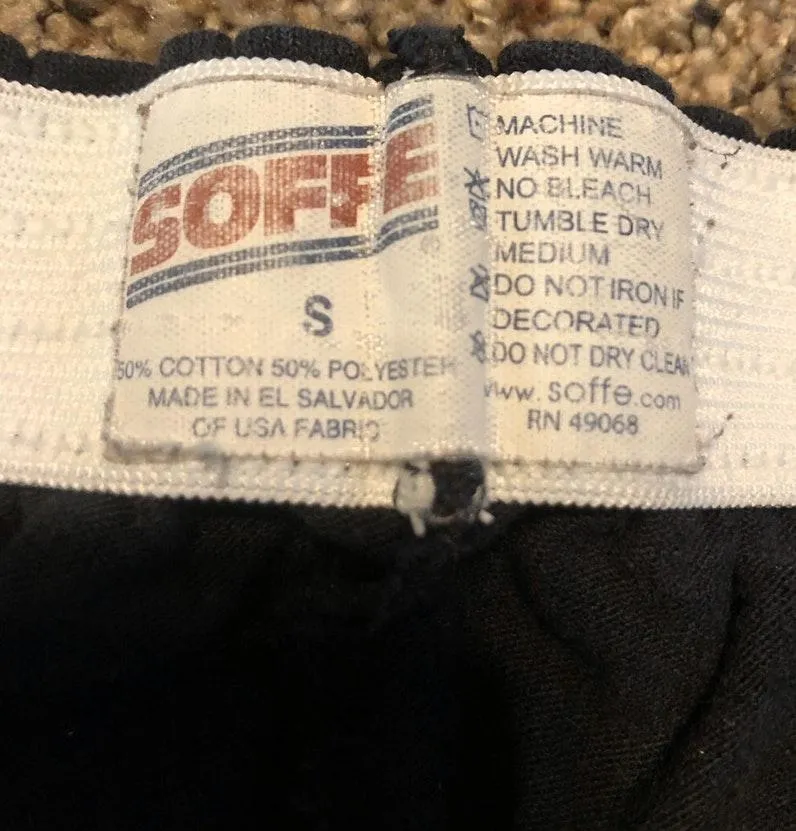 SOFFE
®
S
50% COTTON 50% POLYESTER
MADE IN EL SALVADOR
OF USA FABRIC
MACHINE
WASH WARM
NO BLEACH
TUMBLE DRY
MEDIUM
DO NOT IRON IF
DECORATED
DO NOT DRY CLEAN
www.soffe.com
RN 49068